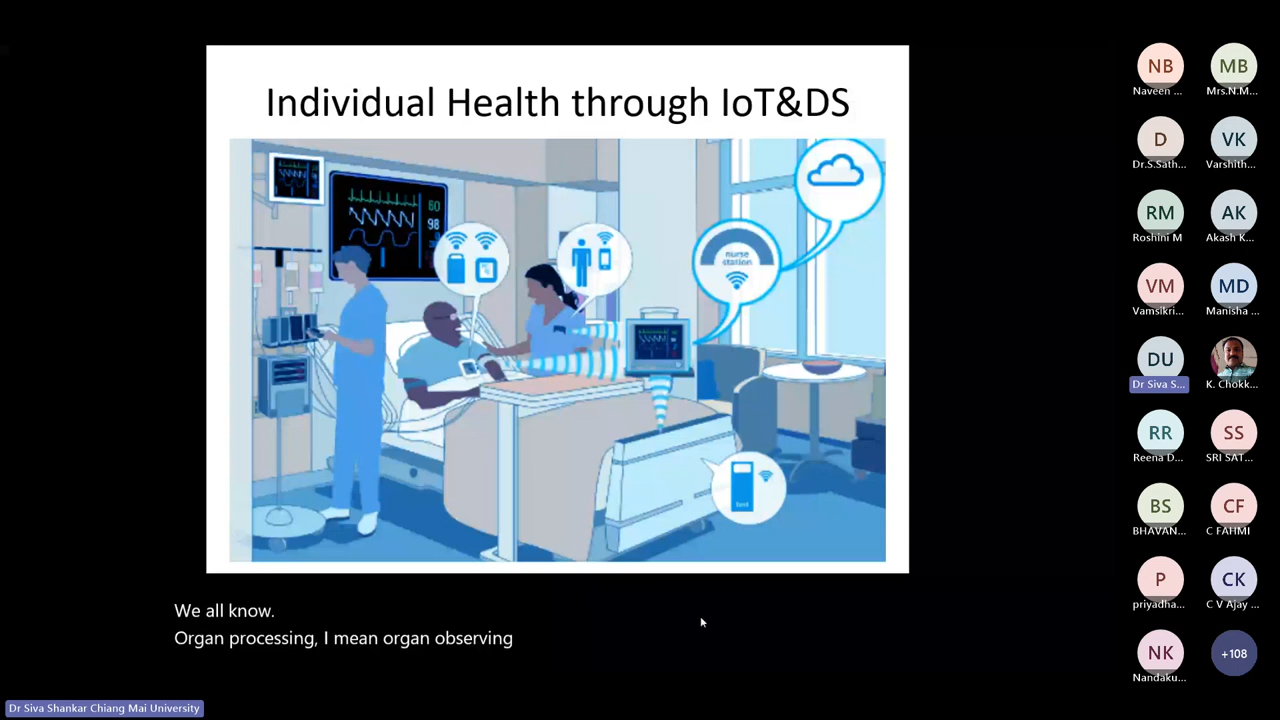 Individual Health through IoT&DS
60
98
nurse
station
We all know.
Organ processing, I mean organ observing
Dr Siva Shankar Chiang Mai University
NB MB
Naveen ... Mrs.N.M...
D VK
Dr.S.Sath... Varshith...
RM AK
Roshini M Akash K...
VM MD
Vamsikri... Manisha ...
DU
Dr Siva S... K. Chokk...
RR SS
Reena D... SRI SAT...
BS CF
BHAVAN... C FAHMI
P CK
priyadha... C V Ajay ...
NK +108
Nandaku...